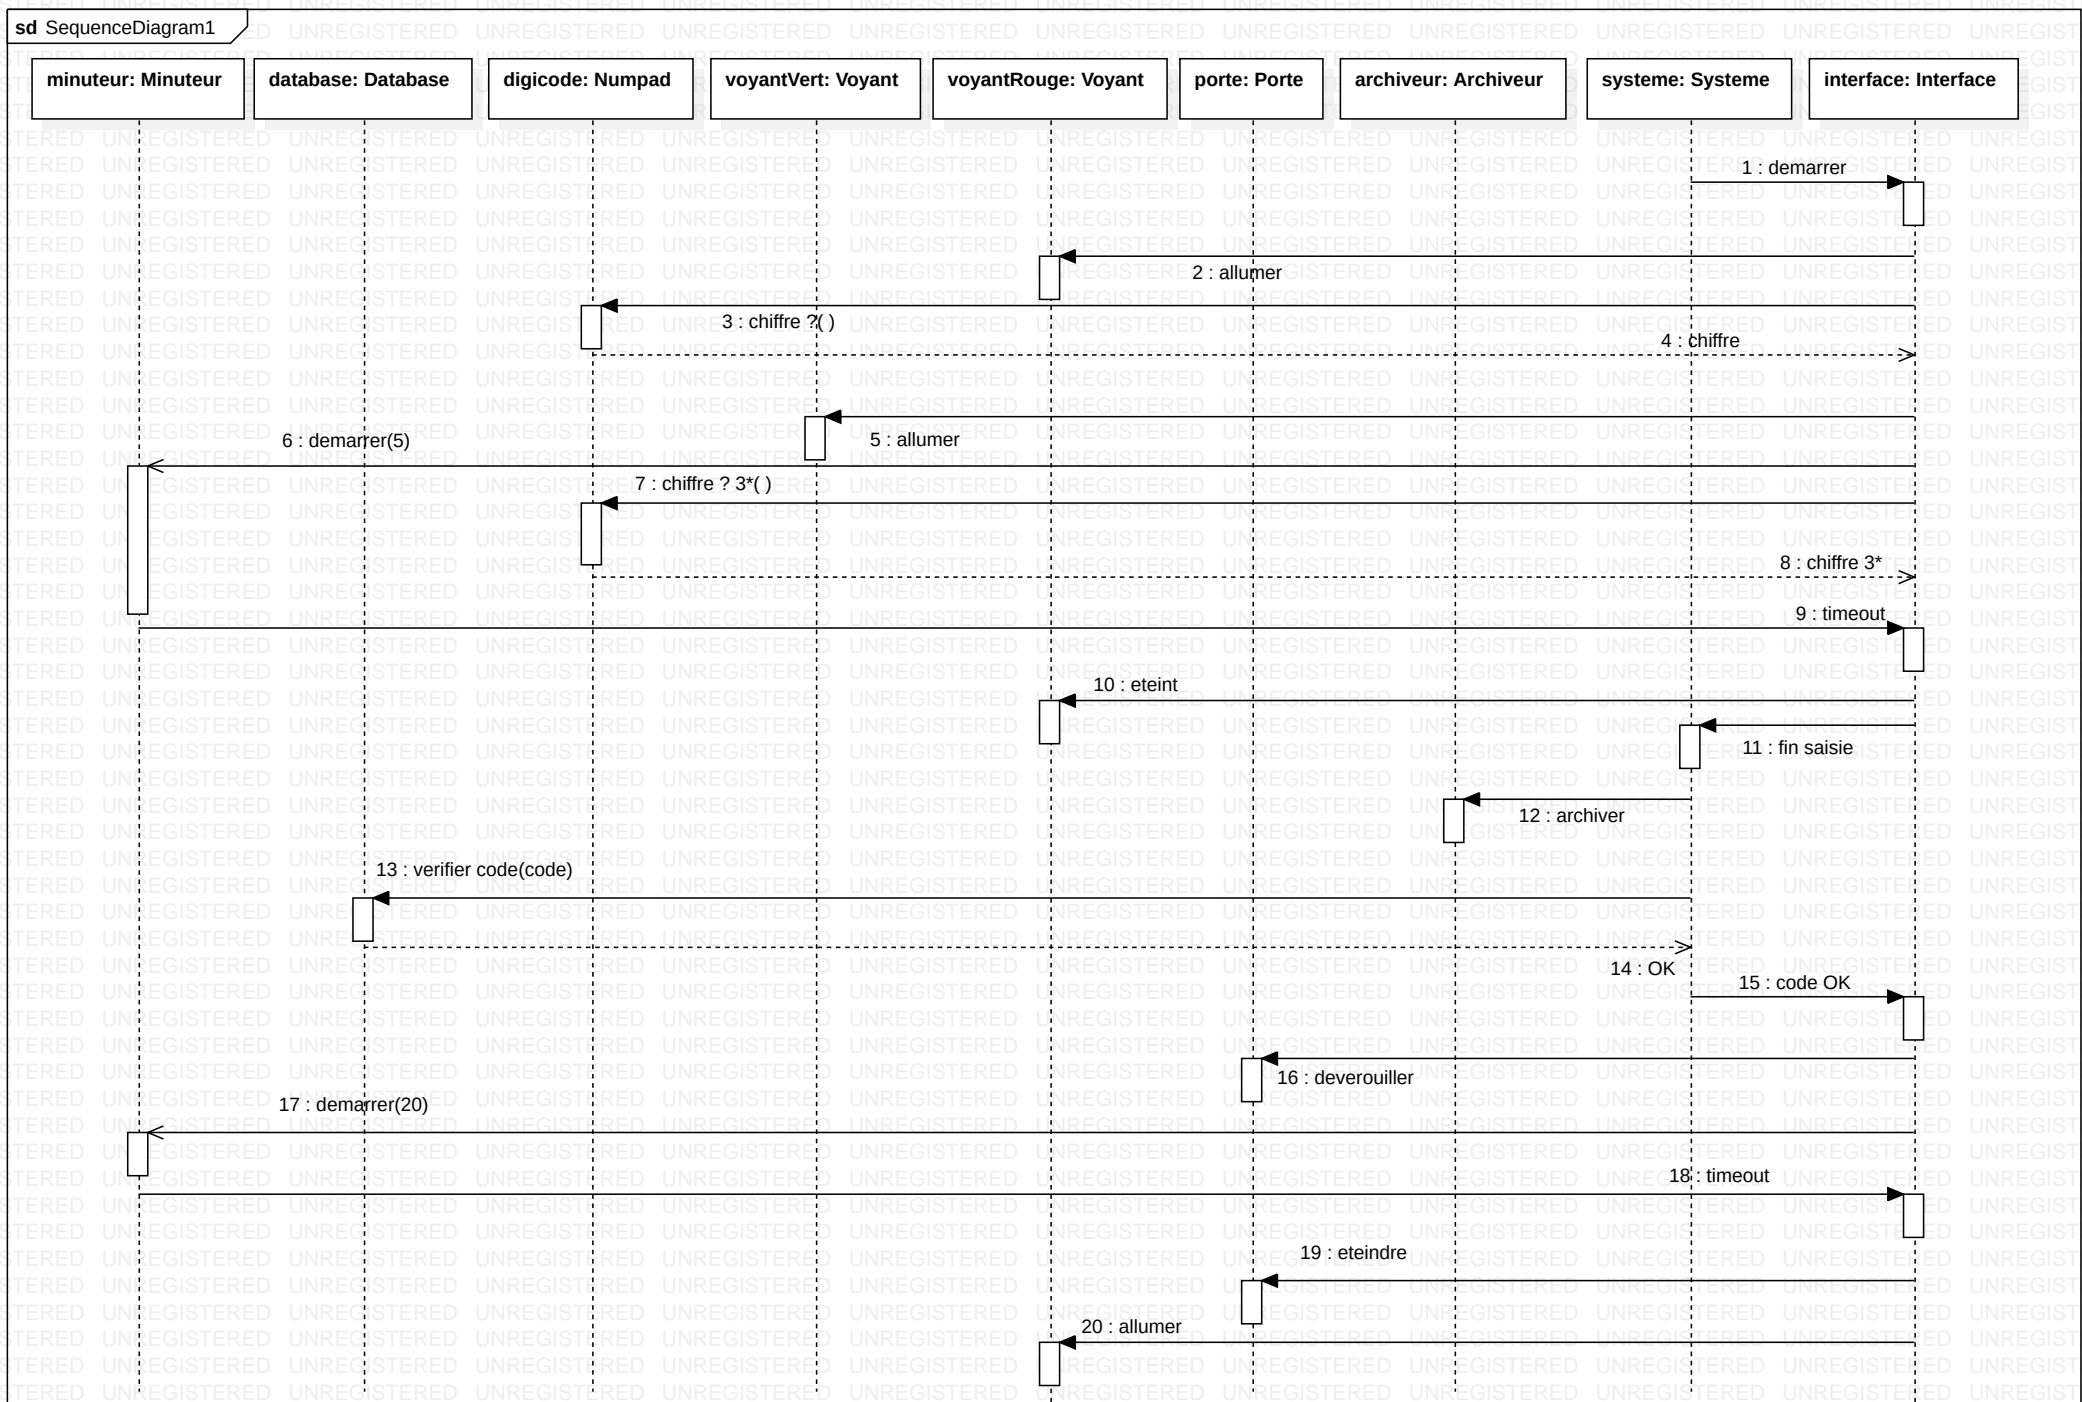 sd SequenceDiagram1
minuteur: Minuteur
database: Database
digicode: Numpad
voyantVert: Voyant
voyantRouge: Voyant
porte: Porte
archiveur: Archiveur
systeme: Systeme
interface: Interface
1 : demarrer
2 : allumer
3 : chiffre ?( )
4 : chiffre
5 : allumer
6 : demarrer(5)
7 : chiffre ? 3*( )
8 : chiffre 3*
9 : timeout
10 : eteint
11 : fin saisie
12 : archiver
13 : verifier code(code)
14 : OK
15 : code OK
16 : deverouiller
17 : demarrer(20)
18 : timeout
19 : eteindre
20 : allumer
UNREGISTERED